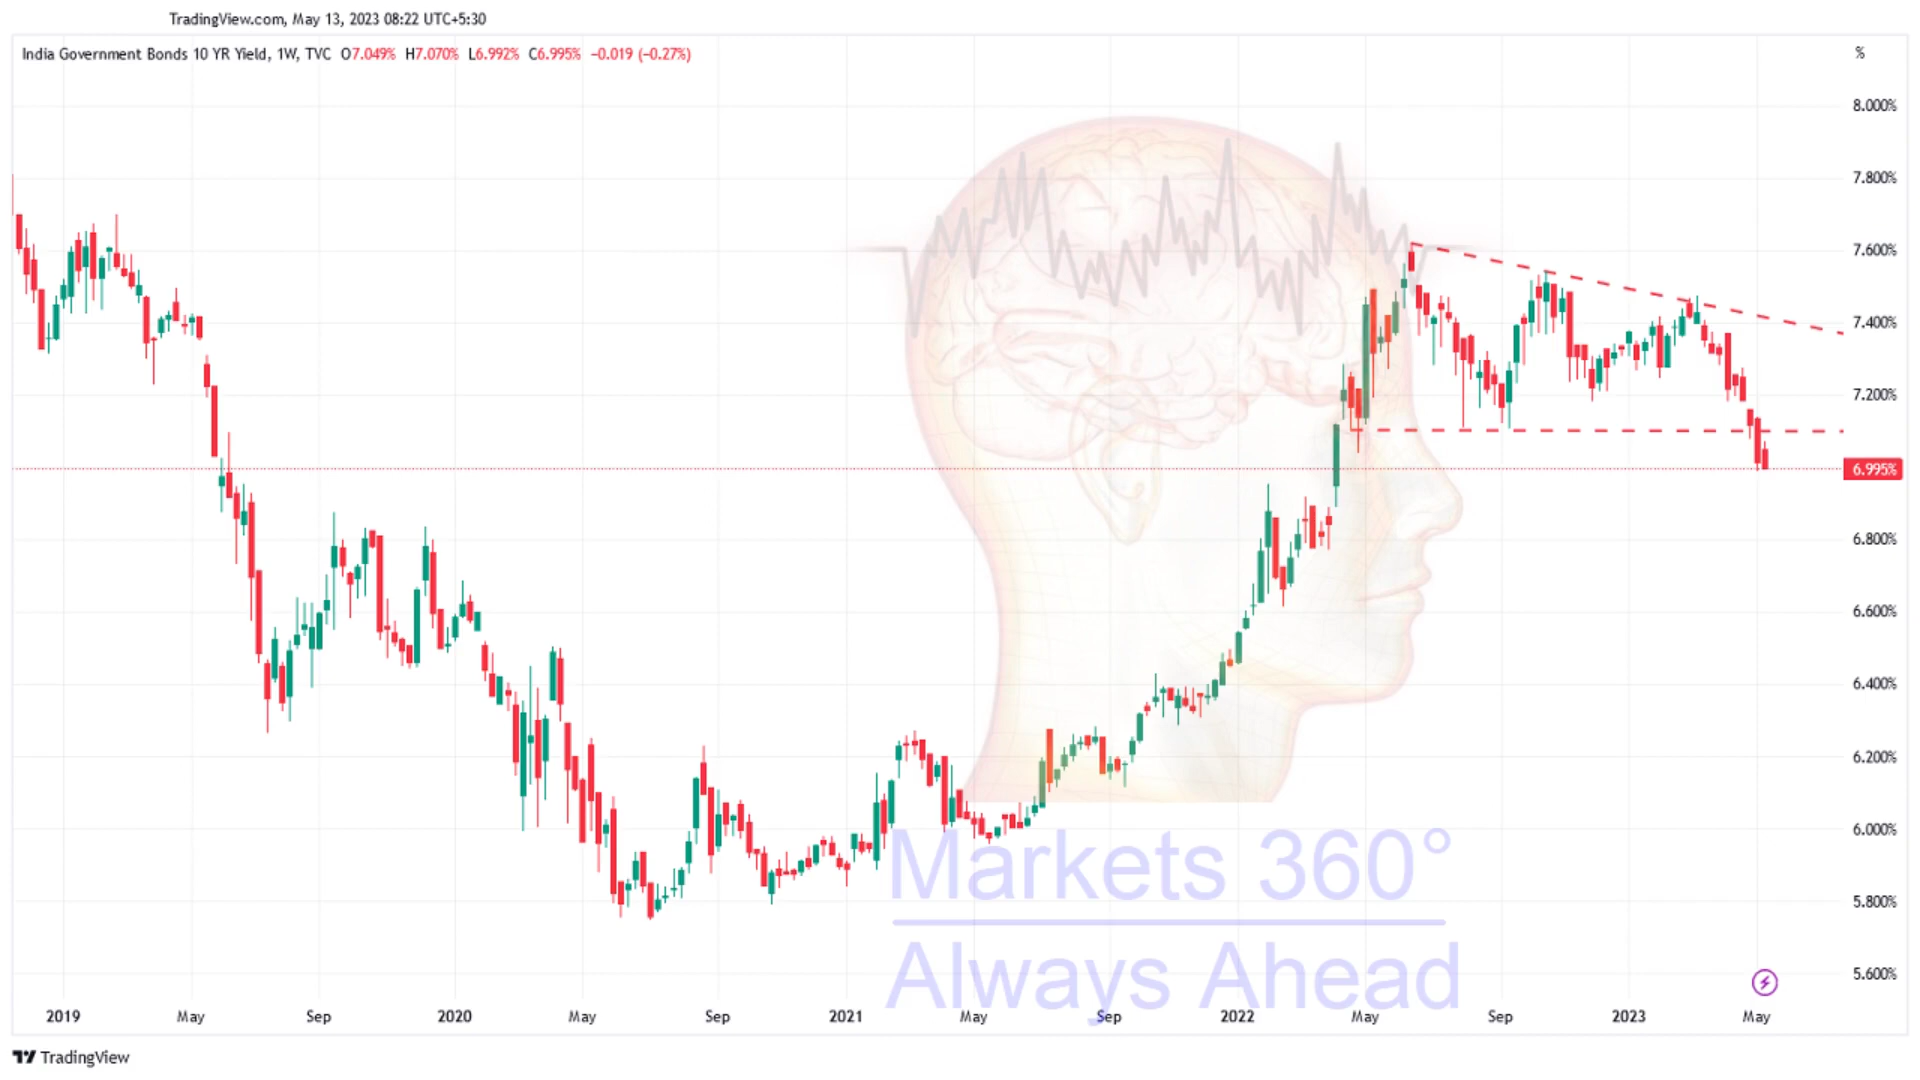 TradingView.com, May 13, 2023 08:22 UTC+5:30
India Government Bonds 10 YR Yield, 1W, TVC O7.049% H7.070% L6.992% C6.995% −0.019 (−0.27%)
%
8.000%
7.800%
7.600%
7.400%
7.200%
6.995%
6.800%
6.600%
6.400%
6.200%
6.000%
5.800%
5.600%
Markets 360°
Always Ahead
2019 May Sep 2020 May Sep 2021 May Sep 2022 May Sep 2023 May
TradingView